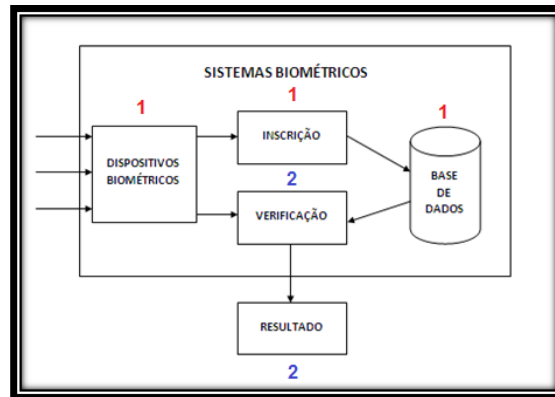 SISTEMAS BIOMÉTRICOS
1
1
1
DISPOSITIVOS
BIOMÉTRICOS
INSCRIÇÃO
BASE
DE
DADOS
2
VERIFICAÇÃO
RESULTADO
2